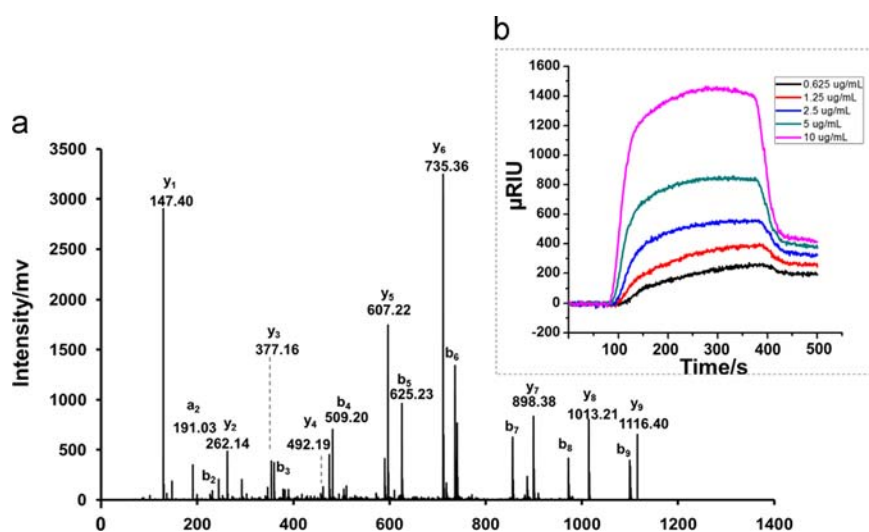 b
0.625 ug/mL
1.25 ug/mL
2.5 ug/mL
5 ug/mL
10 ug/mL
1400
1200
1000
800
600
400
200
0
-200
μRIU
100 200 300 400 500
Time/s
a
3500
3000
2500
2000
1500
1000
500
0
Intensity/mv
y1
147.40
a2
191.03
b2
y2
262.14
y3
377.16
b3
y4
492.19
b4
509.20
y5
607.22
b5
625.23
y6
735.36
b6
b7
y7
898.38
b8
y8
1013.21
b9
y9
1116.40
0 200 400 600 800 1000 1200 1400